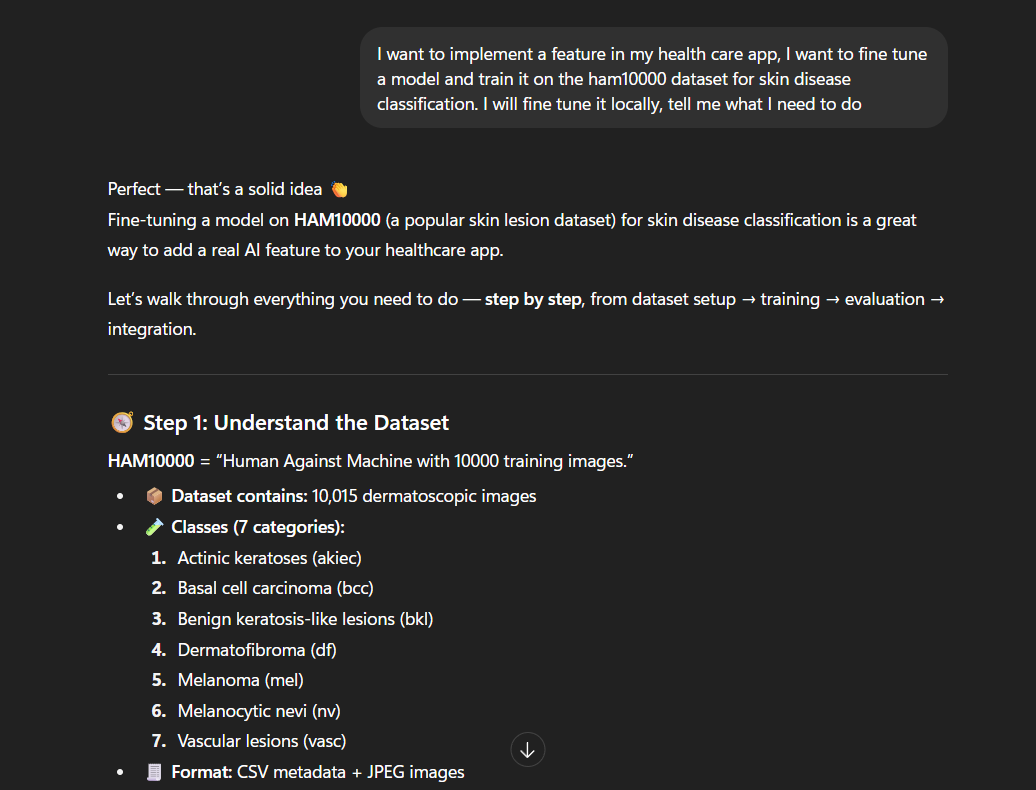 I want to implement a feature in my health care app, I want to fine tune
a model and train it on the ham10000 dataset for skin disease
classification. I will fine tune it locally, tell me what I need to do
Perfect — that’s a solid idea 👏
Fine-tuning a model on HAM10000 (a popular skin lesion dataset) for skin disease classification is a great
way to add a real AI feature to your healthcare app.
Let’s walk through everything you need to do — step by step, from dataset setup → training → evaluation →
integration.
🧭 Step 1: Understand the Dataset
HAM10000 = “Human Against Machine with 10000 training images.”
• 📦 Dataset contains: 10,015 dermatoscopic images
• 🧪 Classes (7 categories):
1. Actinic keratoses (akiec)
2. Basal cell carcinoma (bcc)
3. Benign keratosis-like lesions (bkl)
4. Dermatofibroma (df)
5. Melanoma (mel)
6. Melanocytic nevi (nv)
7. Vascular lesions (vasc)
• 🧾 Format: CSV metadata + JPEG images